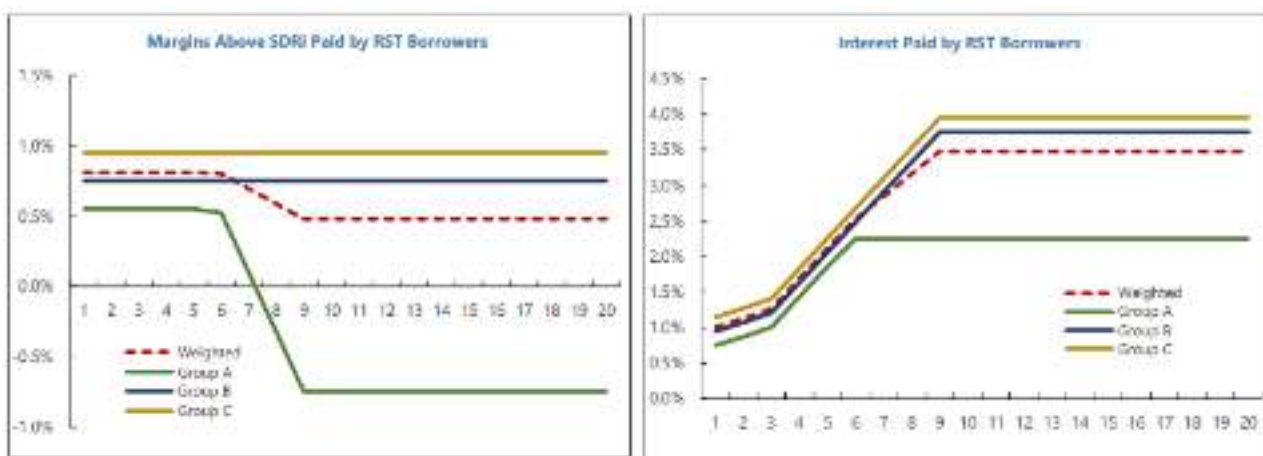 Margins Above SDRi Paid by RST Borrowers
1.5%
1.0%
0.5%
0.0%
1 2 3 4 5 6 7 8 9 10 11 12 13 14 15 16 17 18 19 20
-0.5%
-1.0%
Weighted
Group A
Group B
Group C
Interest Paid by RST Borrowers
4.5%
4.0%
3.5%
3.0%
2.5%
2.0%
1.5%
1.0%
0.5%
0.0%
Weighted
Group A
Group B
Group C
1 2 3 4 5 6 7 8 9 10 11 12 13 14 15 16 17 18 19 20